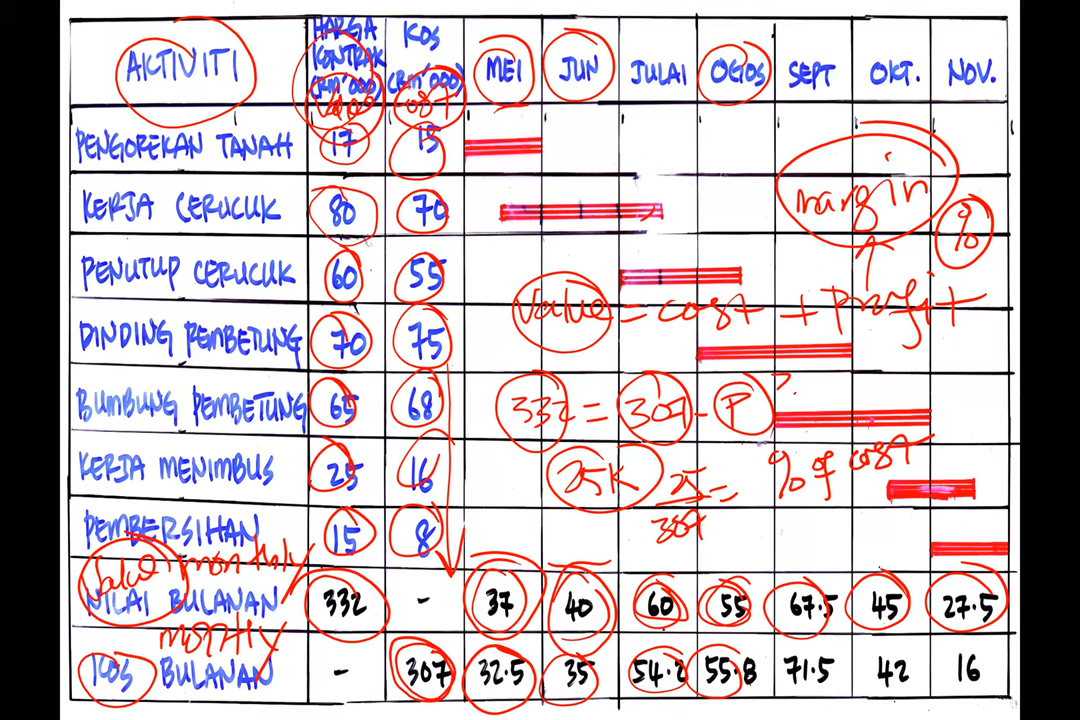 AKTIVITI HARGA KONTRAK (RM'000) KOS (RM'000) MEI JUN JULAI OGOS SEPT OKT. NOV.
value cost
PENGOREKAN TANAH 17 15
margin
KERJA CERUCUK 80 70 %
PENUTUP CERUCUK 60 55
value = cost + profit
DINDING PEMBETUNG 70 75
BUMBUNG PEMBETUNG 65 68 332 = 307 - P ?
KERJA MENIMBUS 25 16 25K 25/307 = % of cost
PEMBERSIHAN 15 8
Value monthly
NILAI BULANAN 332 - 37 40 60 55 67.5 45 27.5
monthly
KOS BULANAN - 307 32.5 35 54.2 55.8 71.5 42 16